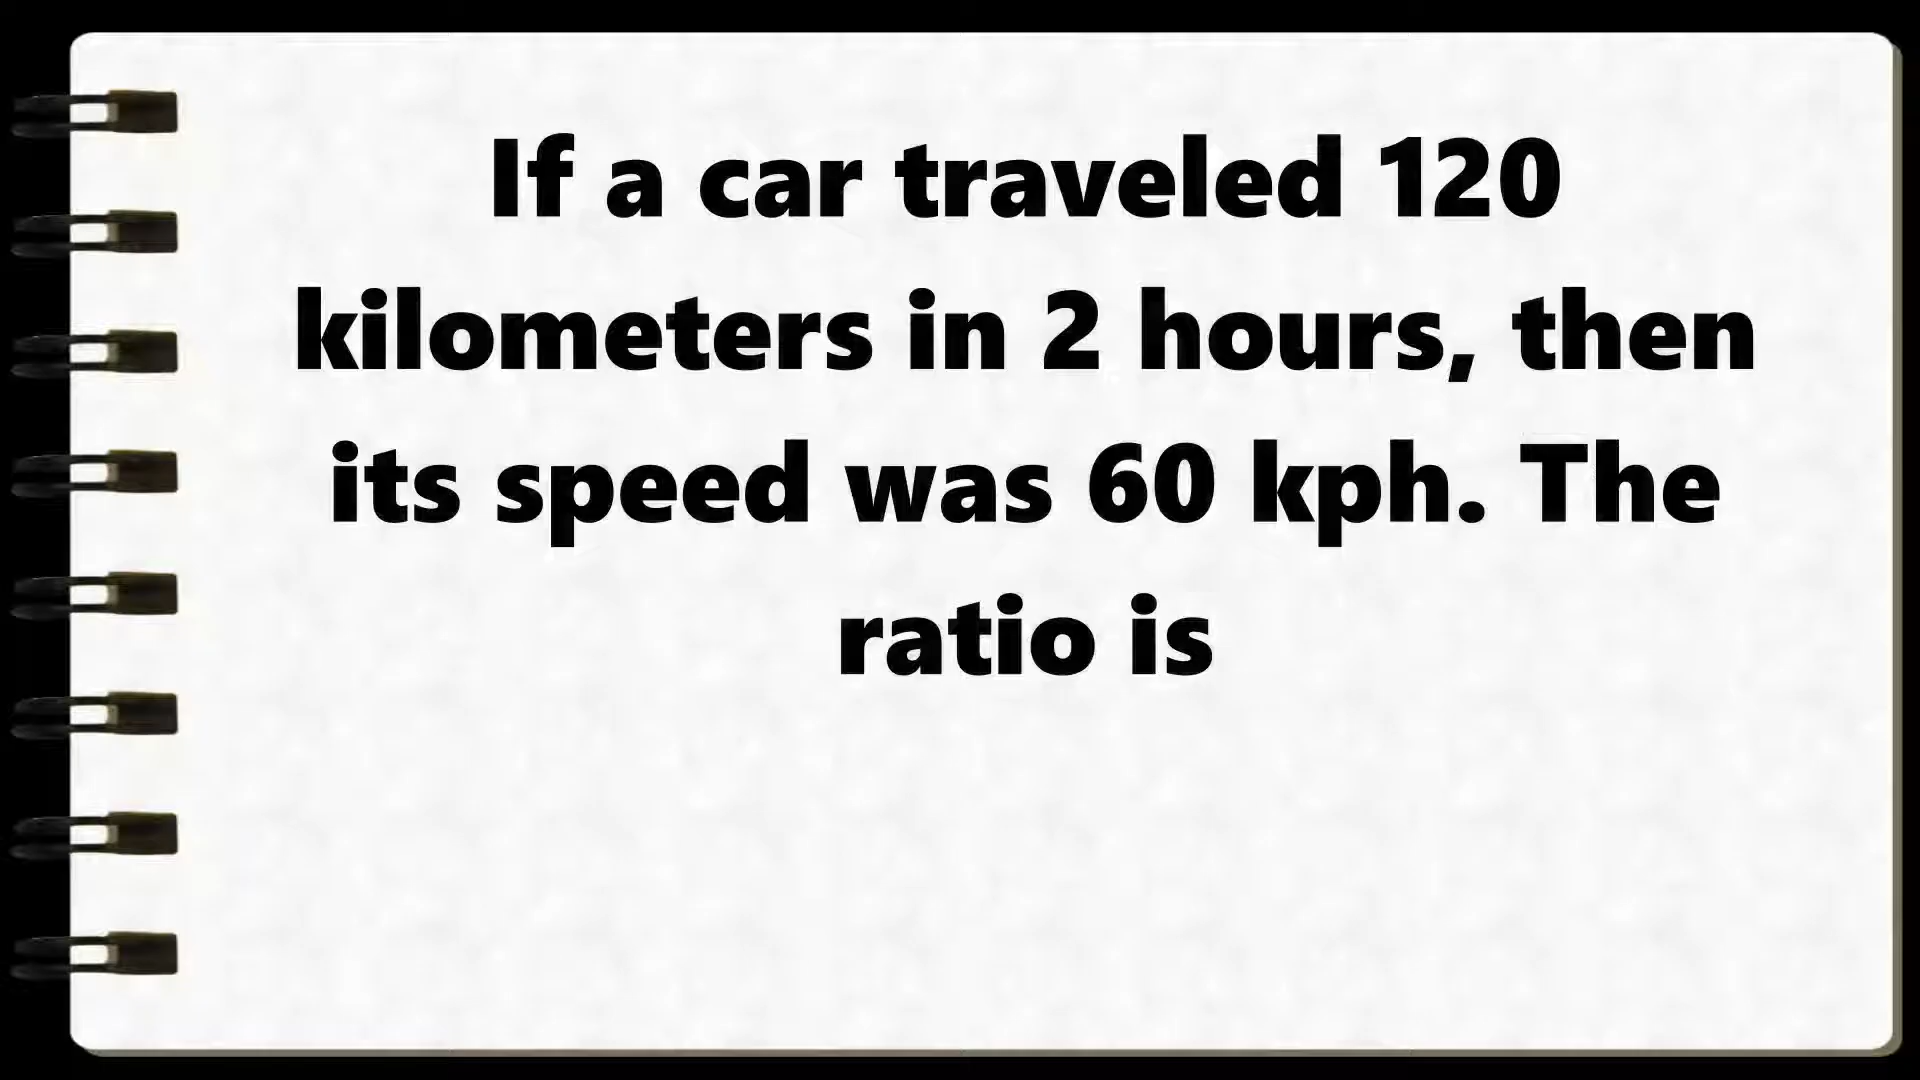 If a car traveled 120
kilometers in 2 hours, then
its speed was 60 kph. The
ratio is